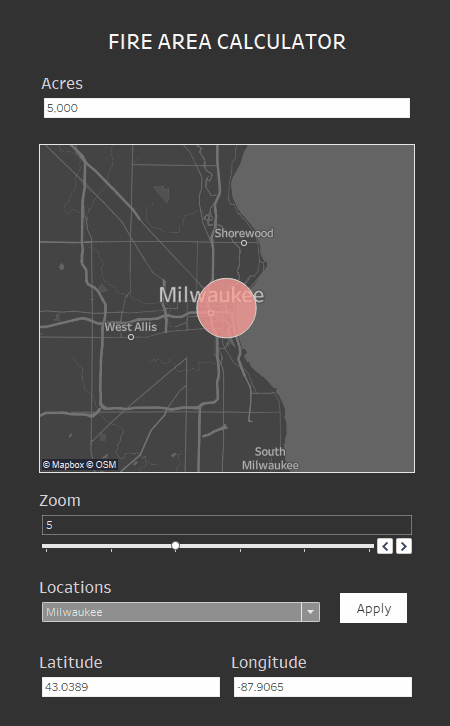 FIRE AREA CALCULATOR
Acres
5,000
Shorewood
Milwaukee
West Allis
South
Milwaukee
© Mapbox © OSM
Zoom
5
Locations
Milwaukee
Apply
Latitude
Longitude
43.0389
-87.9065